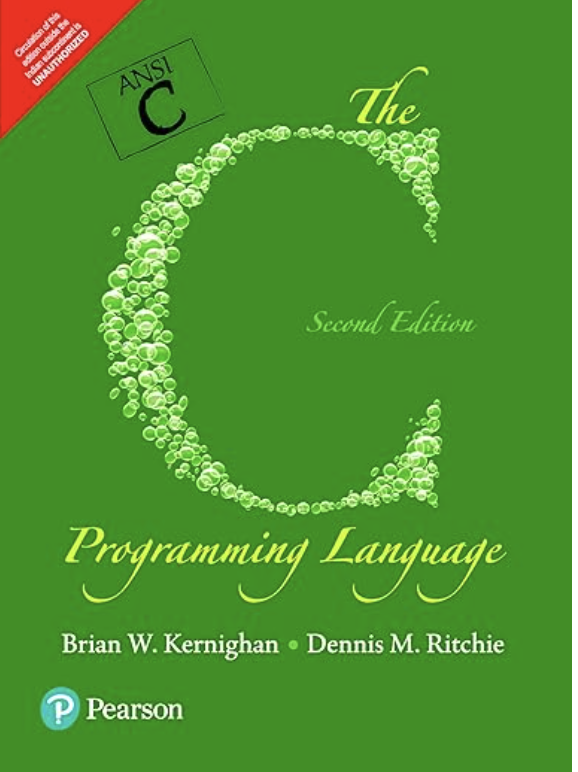 Circulation of this
edition outside the
Indian subcontinent is
UNAUTHORIZED
ANSI
C
The
C
Second Edition
Programming Language
Brian W. Kernighan • Dennis M. Ritchie
Pearson